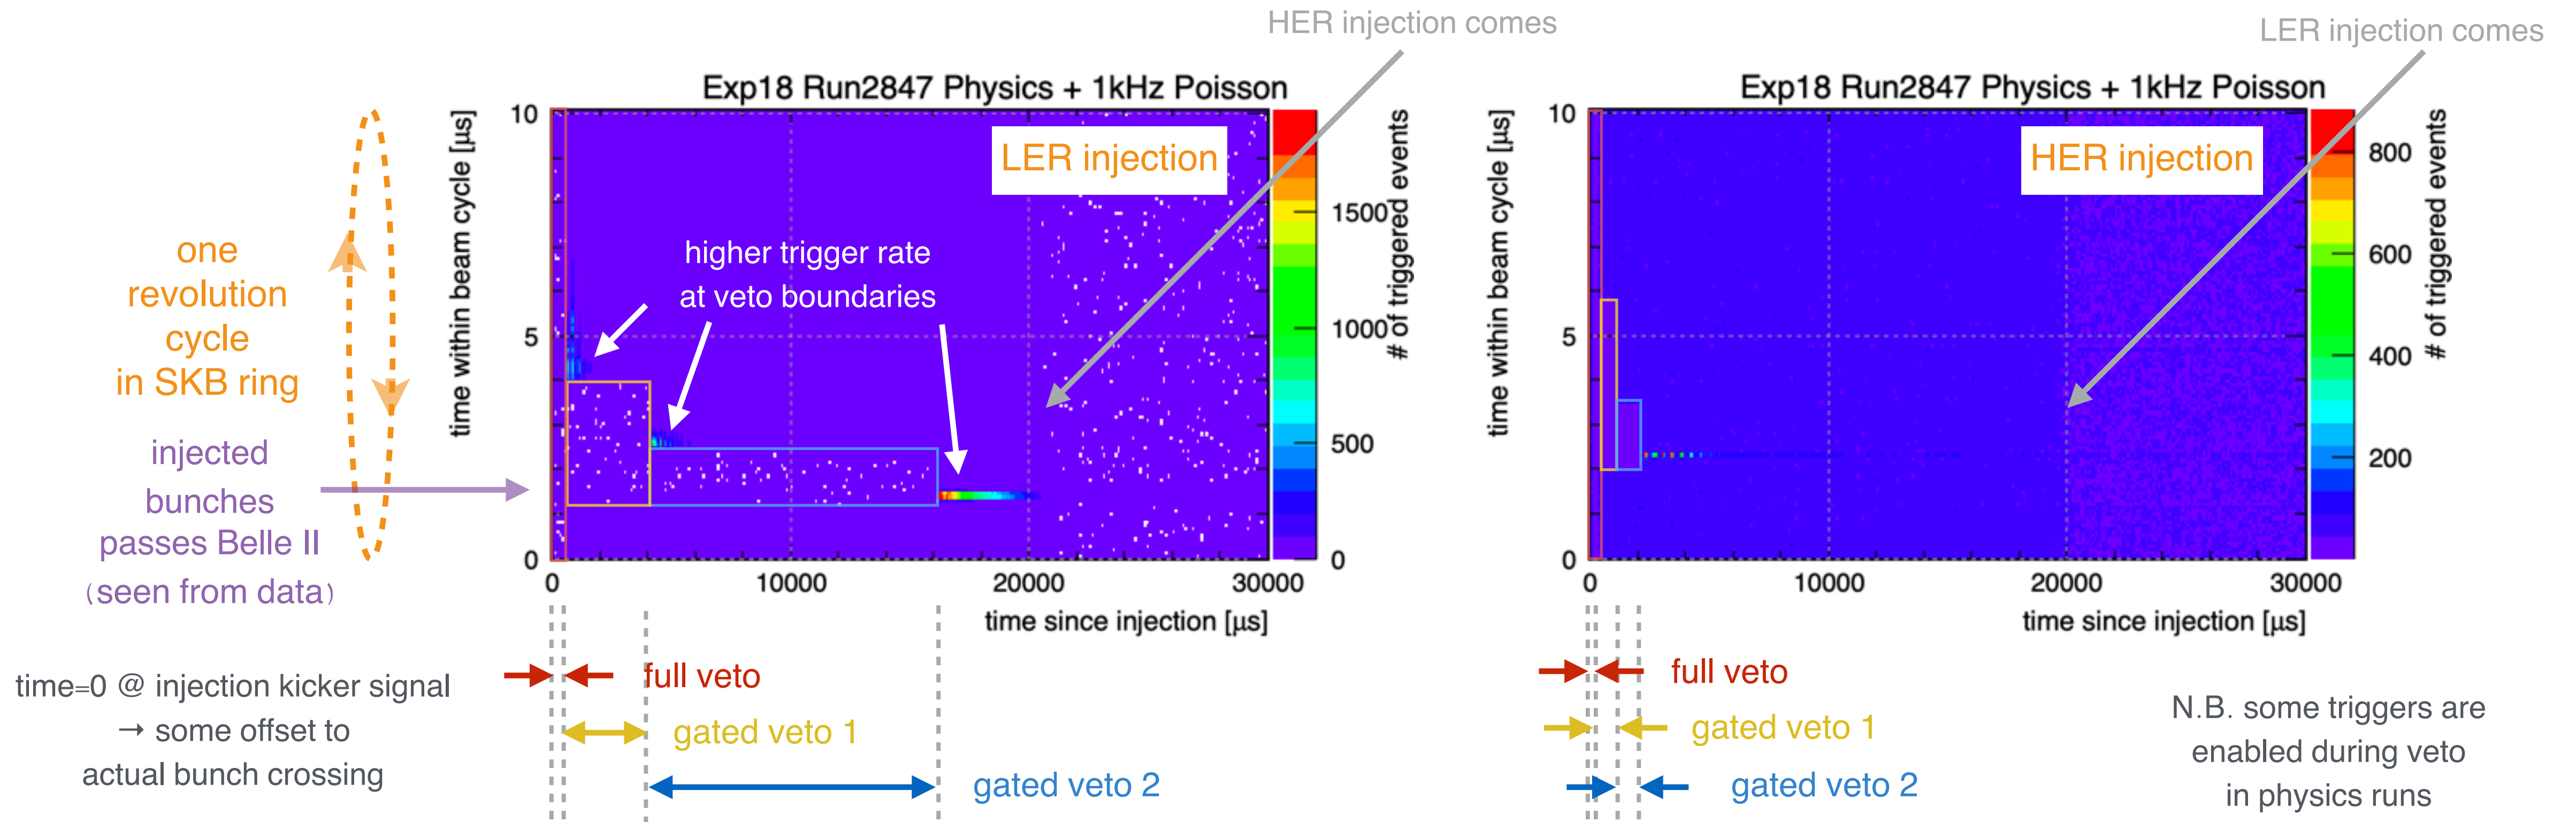 HER injection comes
LER injection comes
Exp18 Run2847 Physics + 1kHz Poisson
time within beam cycle [μs]
10
5
0
LER injection
higher trigger rate
at veto boundaries
1500
1000
500
0
# of triggered events
0
10000
20000
30000
time since injection [μs]
Exp18 Run2847 Physics + 1kHz Poisson
time within beam cycle [μs]
10
5
0
HER injection
800
600
400
200
# of triggered events
0
10000
20000
30000
time since injection [μs]
one
revolution
cycle
in SKB ring
injected
bunches
passes Belle II
(seen from data)
time=0 @ injection kicker signal
→ some offset to
actual bunch crossing
full veto
gated veto 1
gated veto 2
full veto
gated veto 1
gated veto 2
N.B. some triggers are
enabled during veto
in physics runs